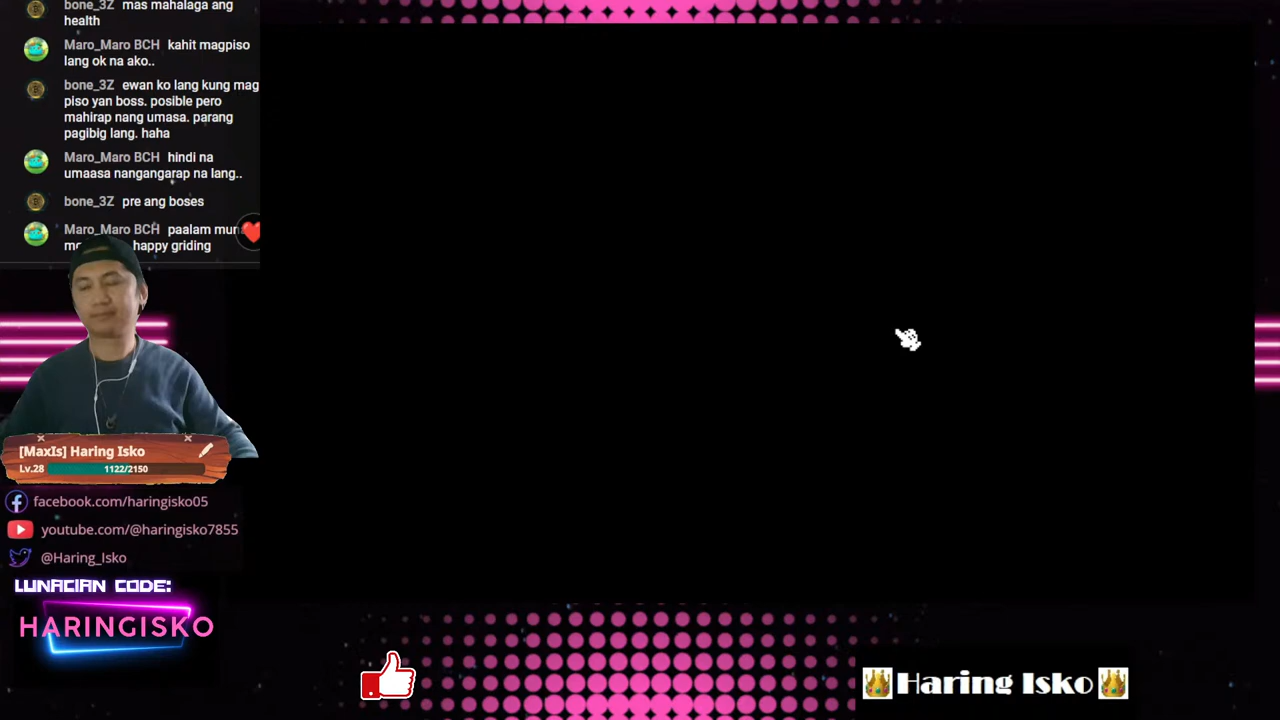 bone_3Z mas mahalaga ang
health
Maro_Maro BCH kahit magpiso
lang ok na ako..
bone_3Z ewan ko lang kung mag
piso yan boss. posible pero
mahirap nang umasa. parang
pagibig lang. haha
Maro_Maro BCH hindi na
umaasa nangangarap na lang..
bone_3Z pre ang boses
Maro_Maro BCH paalam
happy griding
[MaxIs] Haring Isko
Lv.28 1122/2150
facebook.com/haringisko05
youtube.com/@haringisko7855
@Haring_Isko
LUNACIAN CODE:
HARINGISKO
Haring Isko